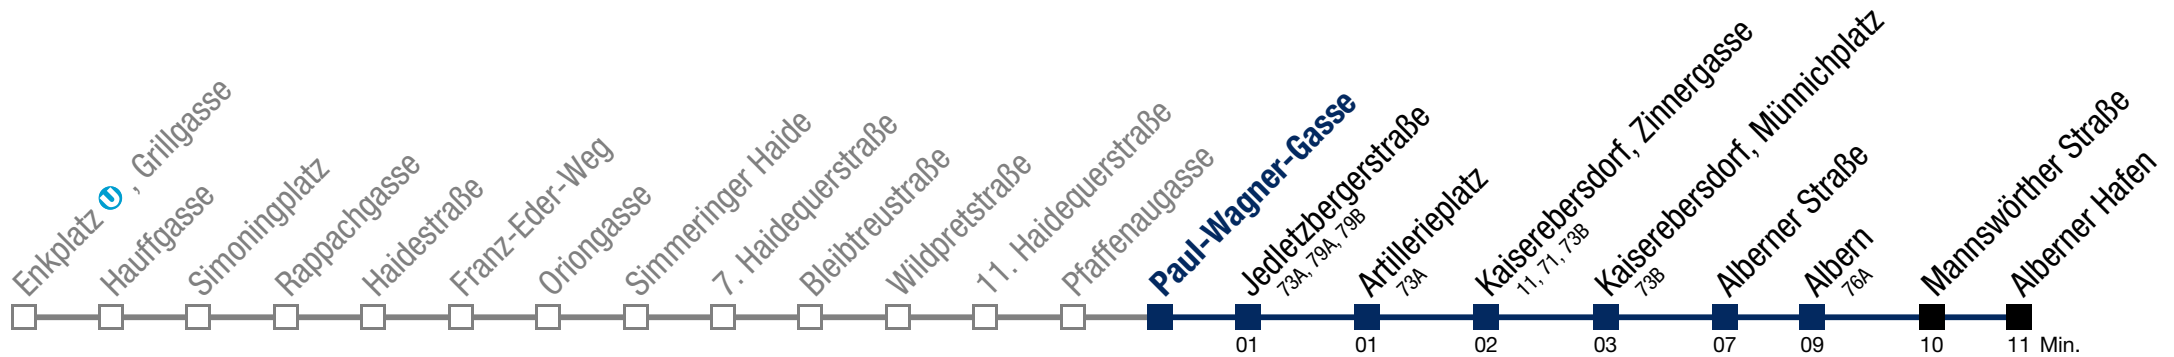 Enkplatz U, Grillgasse
Hauffgasse
Simoningplatz
Rappachgasse
Haidestraße
Franz-Eder-Weg
Oriongasse
Simmeringer Haide
7. Haidequerstraße
Bleibtreustraße
Wildpretstraße
11. Haidequerstraße
Pfaffenaugasse
Paul-Wagner-Gasse
Jedletzbergerstraße
73A, 79A, 79B
Artillerieplatz
73A
Kaiserebersdorf, Zinnergasse
11, 71, 73B
Kaiserebersdorf, Münnichplatz
73B
Alberner Straße
Albern
76A
Mannswörther Straße
Alberner Hafen
01 01 02 03 07 09 10 11 Min.